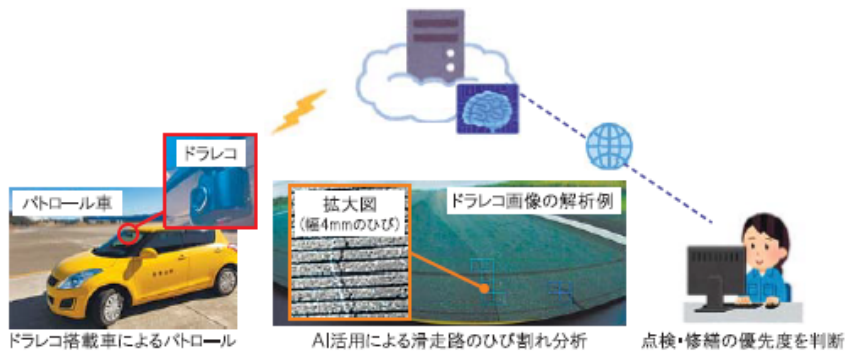 ドラレコ
パトロール車
拡大図
(幅4mmのひび)
ドラレコ画像の解析例
ドラレコ搭載車によるパトロール
AI活用による滑走路のひび割れ分析
点検・修繕の優先度を判断